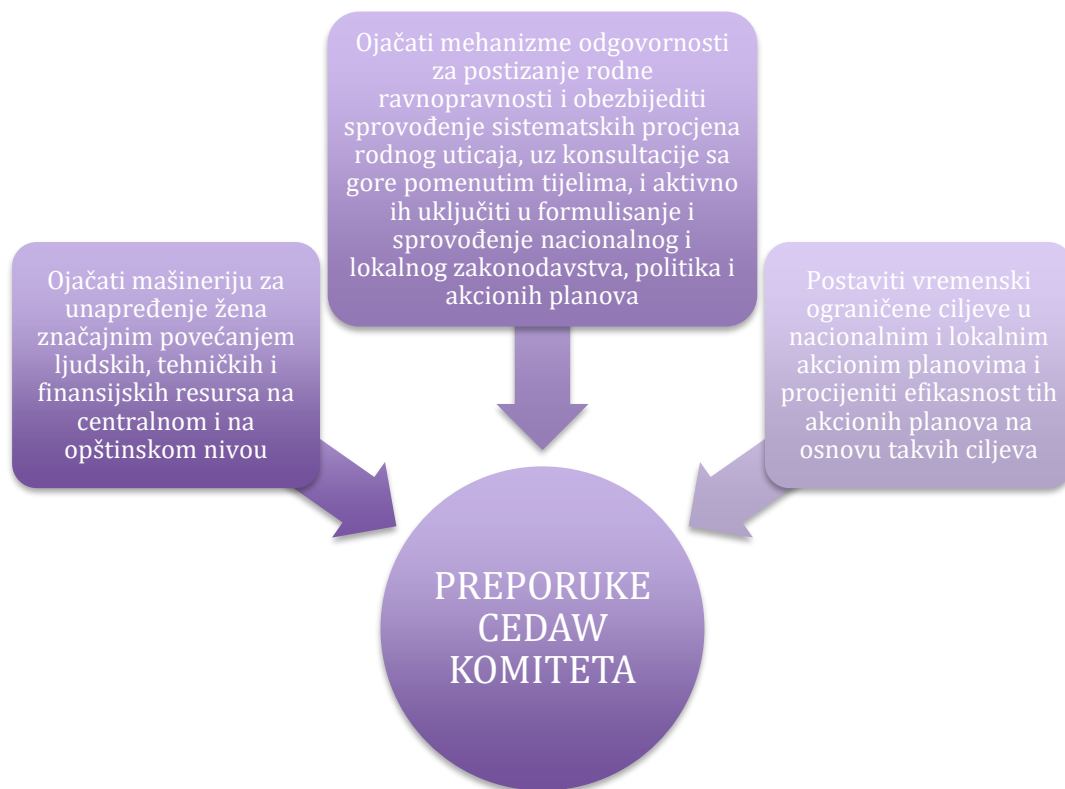 Ojačati mehanizme odgovornosti
za postizanje rodne
ravnopravnosti i obezbijediti
sprovođenje sistematskih procjena
rodnog uticaja, uz konsultacije sa
gore pomenutim tijelima, i aktivno
ih uključiti u formulisanje i
sprovođenje nacionalnog i
lokalnog zakonodavstva, politika i
akcionih planova
Ojačati mašineriju za
unapređenje žena
značajnim povećanjem
ljudskih, tehničkih i
finansijskih resursa na
centralnom i na
opštinskom nivou
Postaviti vremenski
ograničene ciljeve u
nacionalnim i lokalnim
akcionim planovima i
procijeniti efikasnost tih
akcionih planova na
osnovu takvih ciljeva
PREPORUKE
CEDAW
KOMITETA